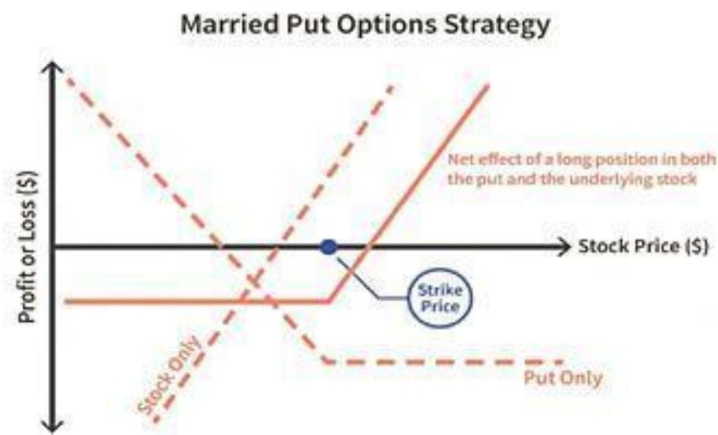 Married Put Options Strategy
Profit or Loss ($)
Net effect of a long position in both
the put and the underlying stock
Stock Price ($)
Strike
Price
Stock Only
Put Only